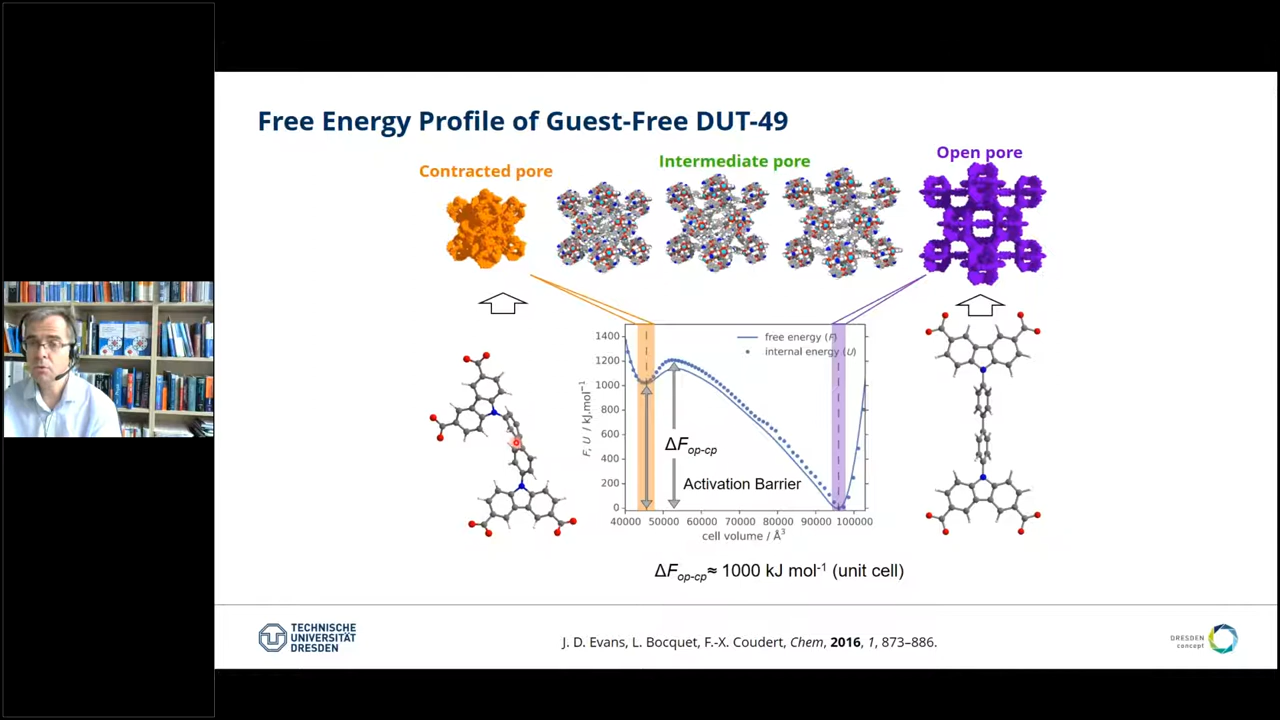 Free Energy Profile of Guest-Free DUT-49
Contracted pore
Intermediate pore
Open pore
1400
1200
1000
800
600
400
200
0
F, U / kJ.mol⁻¹
free energy (F)
internal energy (U)
ΔFop-cp
Activation Barrier
40000 50000 60000 70000 80000 90000 100000
cell volume / Å³
ΔFop-cp≈ 1000 kJ mol⁻¹ (unit cell)
TECHNISCHE
UNIVERSITÄT
DRESDEN
J. D. Evans, L. Bocquet, F.-X. Coudert, Chem, 2016, 1, 873–886.
DRESDEN
concept